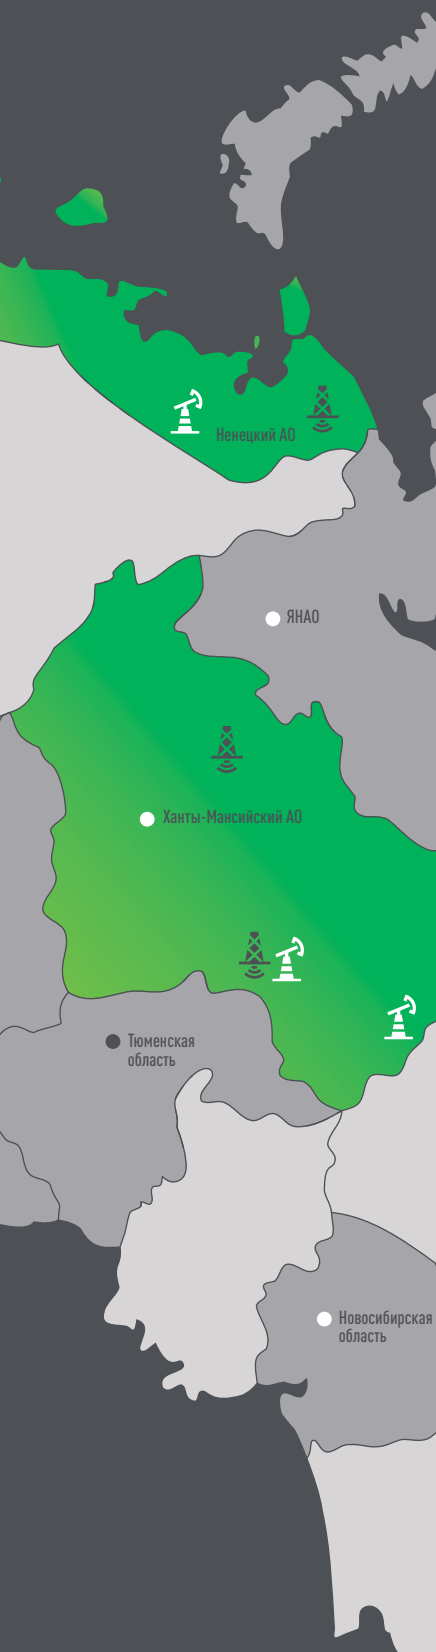 Ненецкий АО
ЯНАО
Ханты-Мансийский АО
Тюменская
область
Новосибирская
область